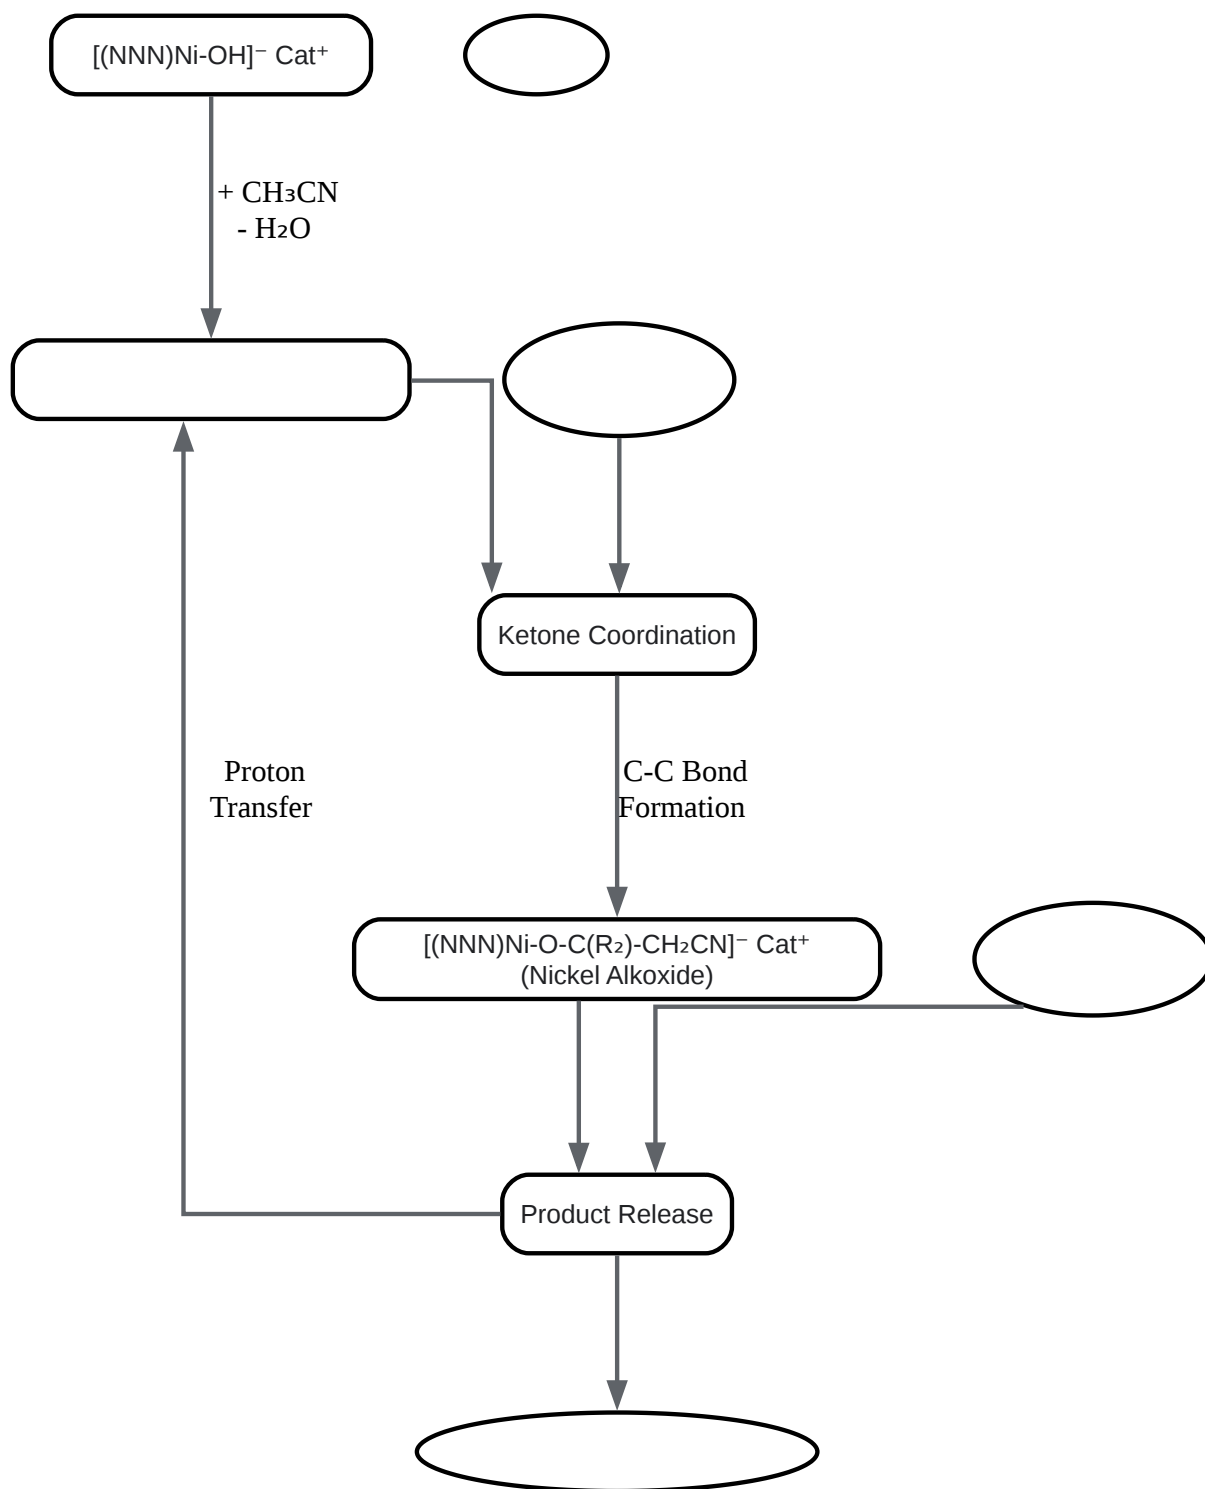 [(NNN)Ni-OH]⁻ Cat⁺
+ CH₃CN
- H₂O
Ketone Coordination
Proton
Transfer
C-C Bond
Formation
[(NNN)Ni-O-C(R₂)-CH₂CN]⁻ Cat⁺
(Nickel Alkoxide)
Product Release